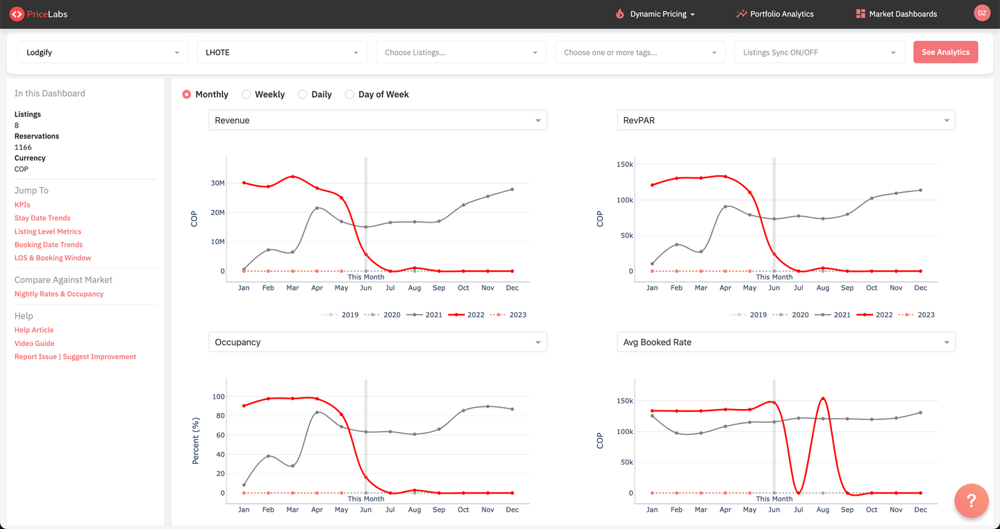 PriceLabs
Dynamic Pricing
Portfolio Analytics
Market Dashboards
DZ
Lodgify
LHOTE
Choose Listings...
Choose one or more tags...
Listings Sync ON/OFF
See Analytics
In this Dashboard
Listings
8
Reservations
1166
Currency
COP
Jump To
KPIs
Stay Date Trends
Listing Level Metrics
Booking Date Trends
LOS & Booking Window
Compare Against Market
Nightly Rates & Occupancy
Help
Help Article
Video Guide
Report Issue | Suggest Improvement
Monthly Weekly Daily Day of Week
Revenue
COP
30M
20M
10M
0
This Month
Jan Feb Mar Apr May Jun Jul Aug Sep Oct Nov Dec
2019 2020 2021 2022 2023
RevPAR
COP
150k
100k
50k
0
This Month
Jan Feb Mar Apr May Jun Jul Aug Sep Oct Nov Dec
2019 2020 2021 2022 2023
Occupancy
Percent (%)
100
80
60
40
20
0
This Month
Jan Feb Mar Apr May Jun Jul Aug Sep Oct Nov Dec
Avg Booked Rate
COP
150k
100k
50k
0
This Month
Jan Feb Mar Apr May Jun Jul Aug Sep Oct Nov Dec
?